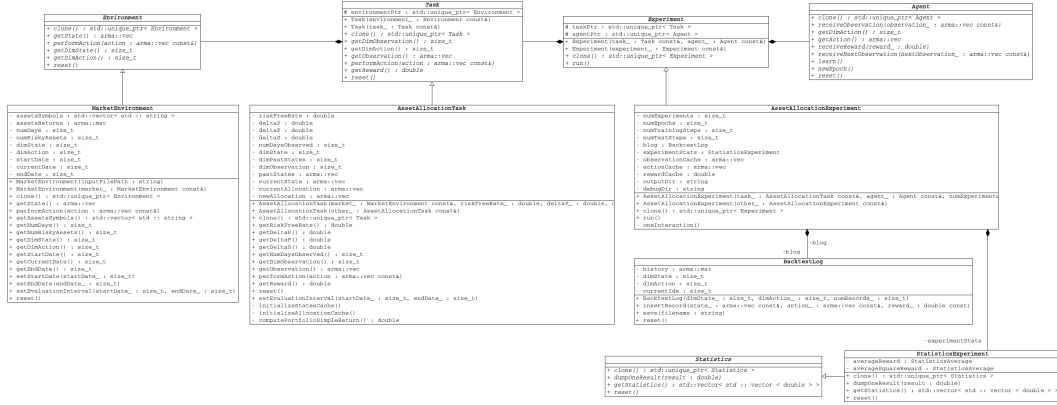 Environment
+ clone() : std::unique_ptr< Environment >
+ getState() : arma::vec
+ performAction(action : arma::vec const&)
+ getDimState() : size_t
+ getDimAction() : size_t
+ reset()
Task
# environmentPtr : std::unique_ptr< Environment >
+ Task(environment_ : Environment const&)
+ Task(task_ : Task const&)
+ clone() : std::unique_ptr< Task >
+ getDimObservation() : size_t
+ getDimAction() : size_t
+ getObservation() : arma::vec
+ performAction(action : arma::vec const&)
+ getReward() : double
+ reset()
Experiment
# taskPtr : std::unique_ptr< Task >
# agentPtr : std::unique_ptr< Agent >
+ Experiment(task_ : Task const&, agent_ : Agent const&)
+ Experiment(experiment_ : Experiment const&)
+ clone() : std::unique_ptr< Experiment >
+ run()
Agent
+ clone() : std::unique_ptr< Agent >
+ receiveObservation(observation_ : arma::vec const&)
+ getDimAction() : size_t
+ getAction() : arma::vec
+ receiveReward(reward_ : double)
+ receiveNextObservation(nextObservation_ : arma::vec const&)
+ learn()
+ newEpoch()
+ reset()
MarketEnvironment
- assetsSymbols : std::vector< std :: string >
- assetsReturns : arma::mat
- numDays : size_t
- numRiskyAssets : size_t
- dimState : size_t
- dimAction : size_t
- startDate : size_t
- currentDate : size_t
- endDate : size_t
+ MarketEnvironment(inputFilePath : string)
+ MarketEnvironment(market_ : MarketEnvironment const&)
+ clone() : std::unique_ptr< Environment >
+ getState() : arma::vec
+ performAction(action : arma::vec const&)
+ getAssetsSymbols() : std::vector< std :: string >
+ getNumDays() : size_t
+ getNumRiskyAssets() : size_t
+ getDimState() : size_t
+ getDimAction() : size_t
+ getStartDate() : size_t
+ getCurrentDate() : size_t
+ getEndDate() : size_t
+ setStartDate(startDate_ : size_t)
+ setEndDate(endDate_ : size_t)
+ setEvaluationInterval(startDate_ : size_t, endDate_ : size_t)
+ reset()
AssetAllocationTask
- riskFreeRate : double
- deltaP : double
- deltaF : double
- deltaS : double
- numDaysObserved : size_t
- dimState : size_t
- dimPastStates : size_t
- dimObservation : size_t
- pastStates : arma::vec
- currentState : arma::vec
- currentAllocation : arma::vec
- newAllocation : arma::vec
+ AssetAllocationTask(market_ : MarketEnvironment const&, riskFreeRate_ : double, deltaP_ : double, d
+ AssetAllocationTask(other_ : AssetAllocationTask const&)
+ clone() : std::unique_ptr< Task >
+ getRiskFreeRate() : double
+ getDeltaP() : double
+ getDeltaF() : double
+ getDeltaS() : double
+ getNumDaysObserved() : size_t
+ getDimObservation() : size_t
+ getObservation() : arma::vec
+ performAction(action : arma::vec const&)
+ getReward() : double
+ reset()
+ setEvaluationInterval(startDate_ : size_t, endDate_ : size_t)
- initializeStatesCache()
- initializeAllocationCache()
- computePortfolioSimpleReturn() : double
AssetAllocationExperiment
- numExperiments : size_t
- numEpochs : size_t
- numTrainingSteps : size_t
- numTestSteps : size_t
- blog : BacktestLog
- experimentStats : StatisticsExperiment
- observationCache : arma::vec
- actionCache : arma::vec
- rewardCache : double
- outputDir : string
- debugDir : string
+ AssetAllocationExperiment(task_ : AssetAllocationTask const&, agent_ : Agent const&, numExperiments
+ AssetAllocationExperiment(other_ : AssetAllocationExperiment const&)
+ clone() : std::unique_ptr< Experiment >
+ run()
- oneInteraction()
-blog
-blog
BacktestLog
- history : arma::mat
- dimState : size_t
- dimAction : size_t
- currentIdx : size_t
+ BacktestLog(dimState_ : size_t, dimAction_ : size_t, numRecords_ : size_t)
+ insertRecord(state_ : arma::vec const&, action_ : arma::vec const&, reward_ : double const)
+ save(filename : string)
+ reset()
-experimentStats
Statistics
+ clone() : std::unique_ptr< Statistics >
+ dumpOneResult(result : double)
+ getStatistics() : std::vector< std :: vector < double > >
+ reset()
StatisticsExperiment
- averageReward : StatisticsAverage
- averageSquareReward : StatisticsAverage
+ clone() : std::unique_ptr< Statistics >
+ dumpOneResult(result : double)
+ getStatistics() : std::vector< std :: vector < double > >
+ reset()